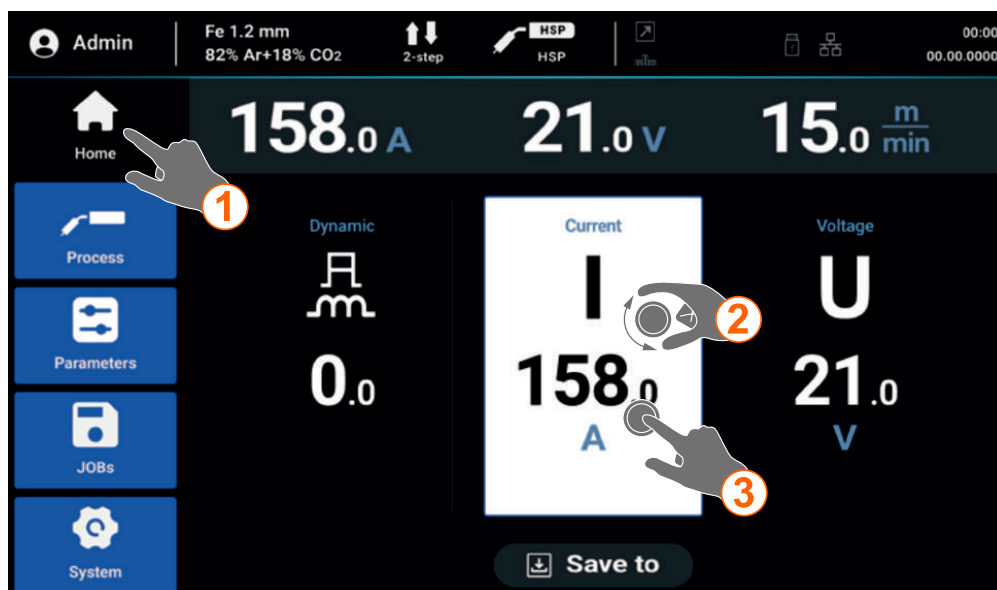 Admin
Fe 1.2 mm
82% Ar+18% CO2
2-step
HSP
HSP
mTm
00:00
00.00.0000
Home
158.0 A
21.0 V
15.0 m/min
1
Process
Parameters
JOBs
System
Dynamic
0.0
Current
I
2
158.0
A
3
Voltage
U
21.0
V
Save to